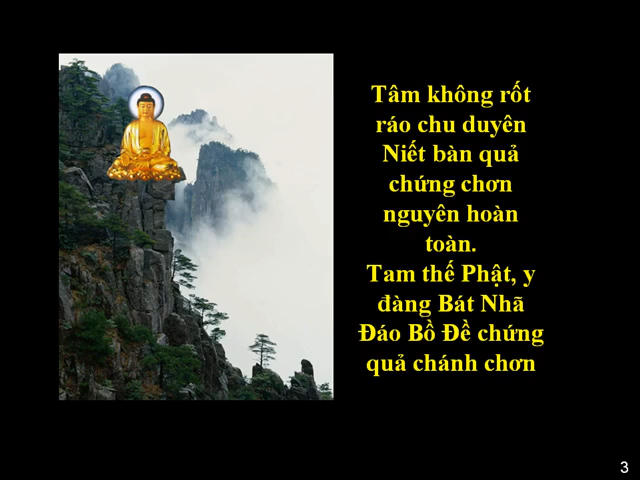 Tâm không rốt
ráo chu duyên
Niết bàn quả
chứng chơn
nguyên hoàn
toàn.
Tam thế Phật, y
đàng Bát Nhã
Đáo Bồ Đề chứng
quả chánh chơn
3